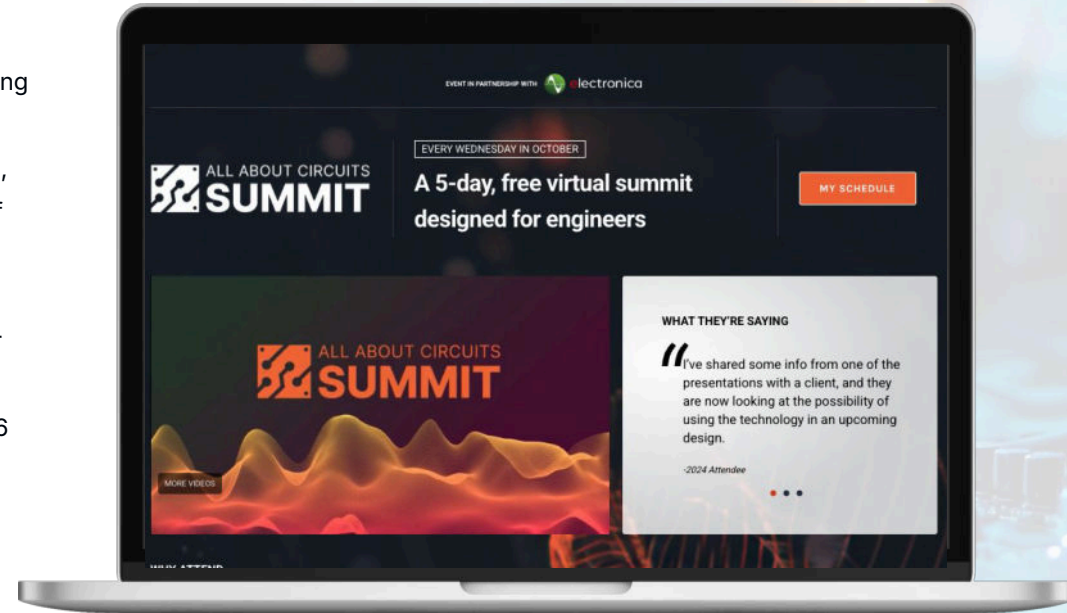 ng
,
6
EVENT IN PARTNERSHIP WITH electronica
EVERY WEDNESDAY IN OCTOBER
ALL ABOUT CIRCUITS
SUMMIT
A 5-day, free virtual summit
designed for engineers
MY SCHEDULE
ALL ABOUT CIRCUITS
SUMMIT
MORE VIDEOS
WHAT THEY'RE SAYING
“I've shared some info from one of the
presentations with a client, and they
are now looking at the possibility of
using the technology in an upcoming
design.
-2024 Attendee
WHY ATTEND